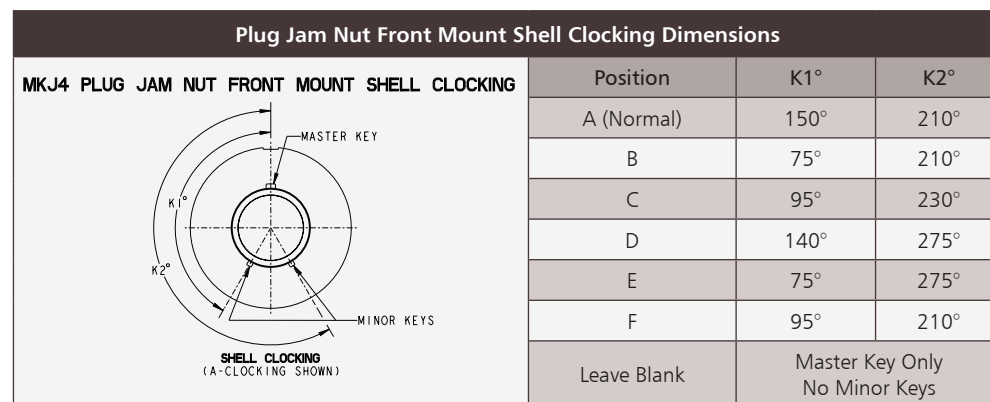 Plug Jam Nut Front Mount Shell Clocking Dimensions
MKJ4 PLUG JAM NUT FRONT MOUNT SHELL CLOCKING
MASTER KEY
K1°
K2°
MINOR KEYS
SHELL CLOCKING
(A-CLOCKING SHOWN)
Position K1° K2°
A (Normal) 150° 210°
B 75° 210°
C 95° 230°
D 140° 275°
E 75° 275°
F 95° 210°
Leave Blank Master Key Only
No Minor Keys